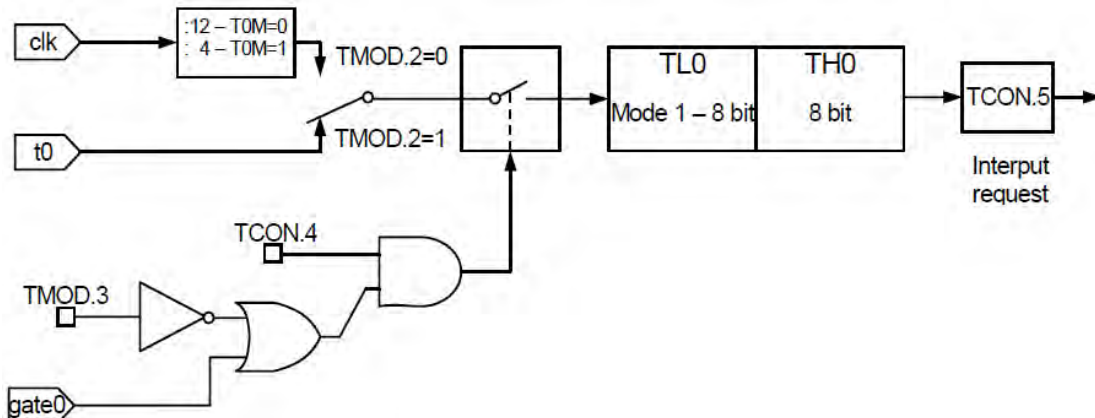 clk
:12 – T0M=0
: 4 – T0M=1
TMOD.2=0
TL0
TH0
Mode 1 – 8 bit
8 bit
TCON.5
t0
TMOD.2=1
Interput
request
TCON.4
TMOD.3
gate0